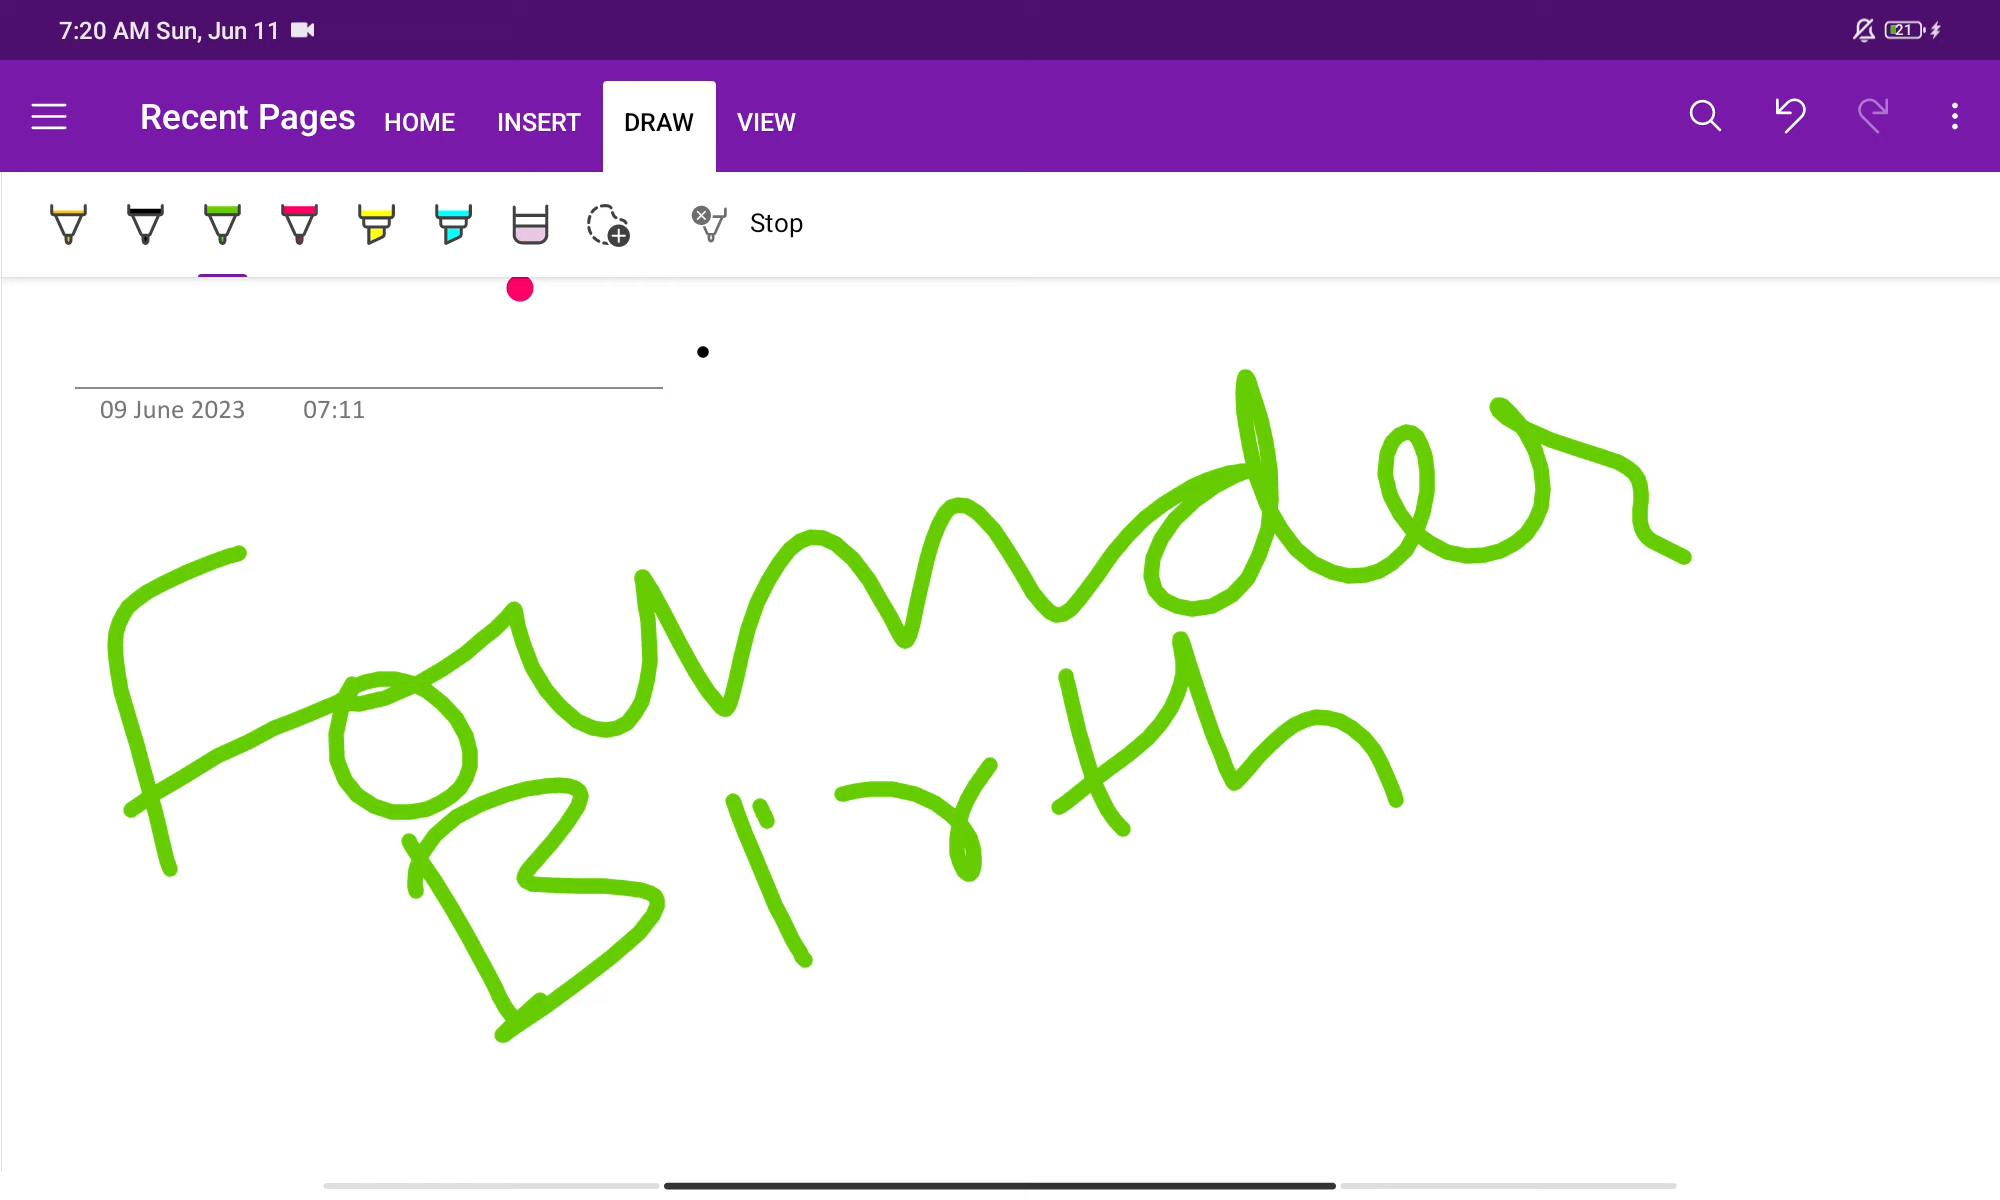 7:20 AM Sun, Jun 11 21
Recent Pages HOME INSERT DRAW VIEW
Stop
09 June 2023 07:11
Founder
Birth